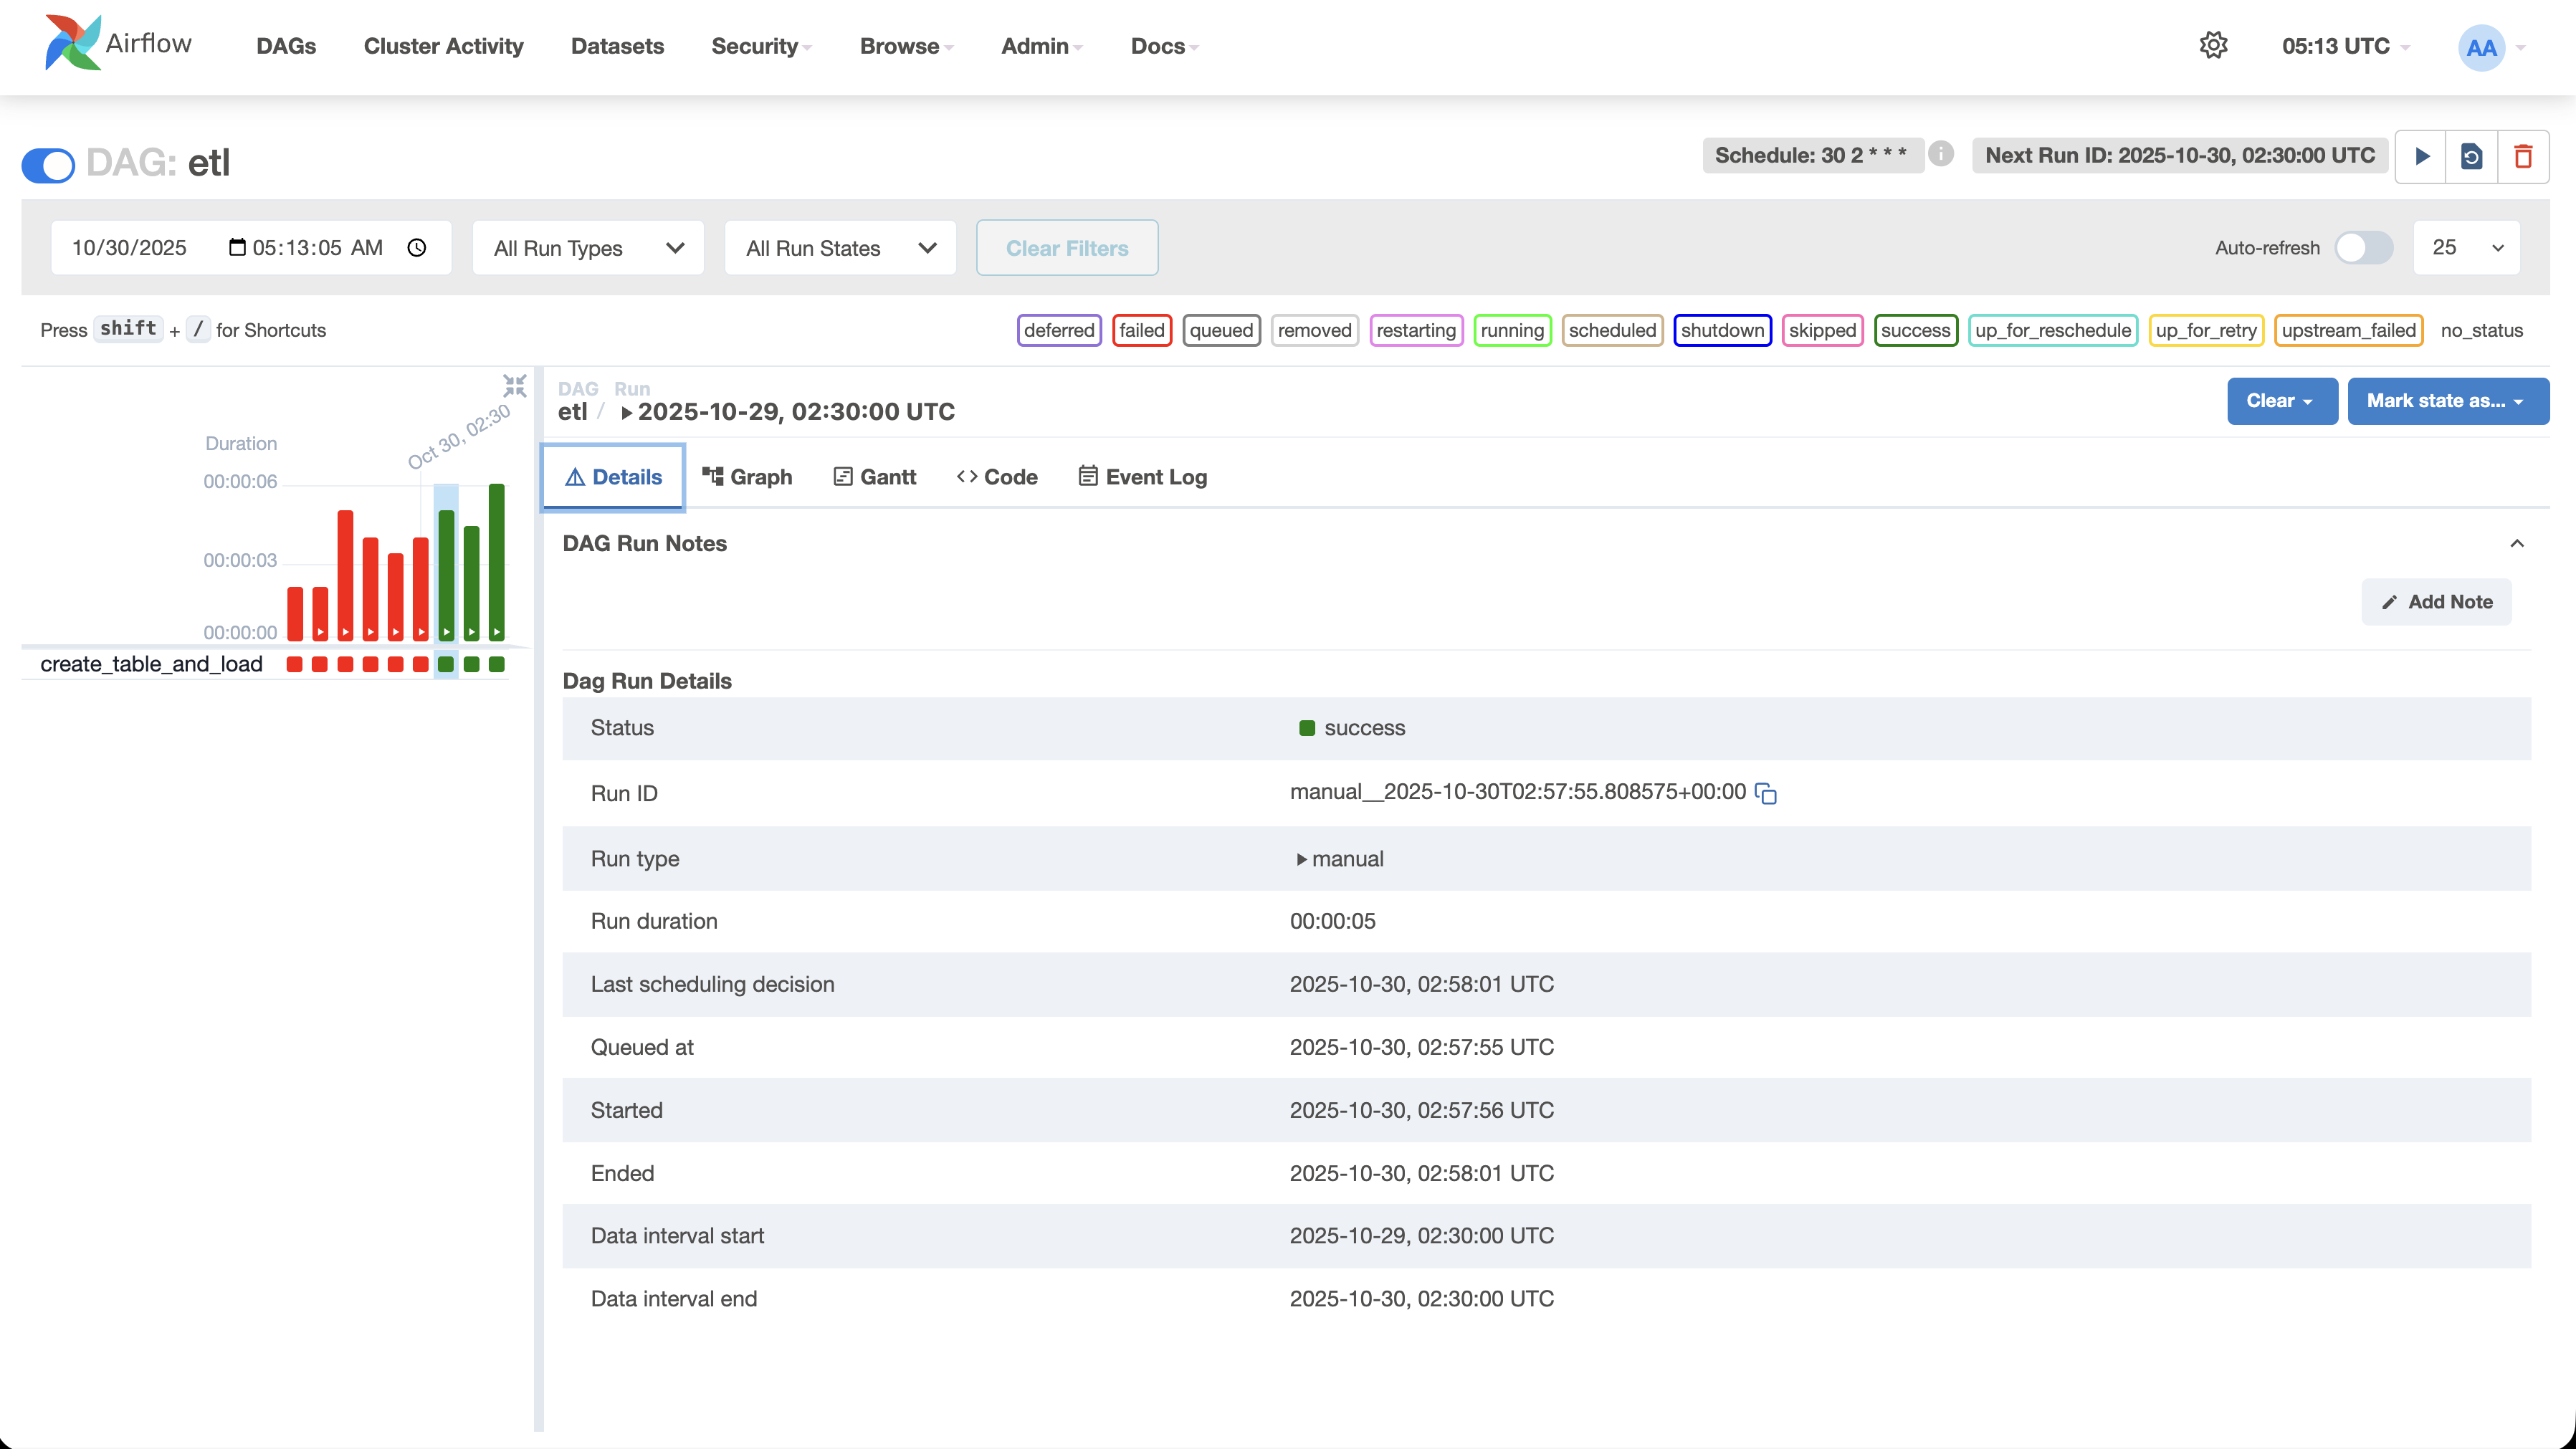 Airflow DAGs Cluster Activity Datasets Security Browse Admin Docs 05:13 UTC AA
DAG: etl Schedule: 30 2 * * * i Next Run ID: 2025-10-30, 02:30:00 UTC
10/30/2025 05:13:05 AM All Run Types All Run States Clear Filters Auto-refresh 25
Press shift + / for Shortcuts deferred failed queued removed restarting running scheduled shutdown skipped success up_for_reschedule up_for_retry upstream_failed no_status
Oct 30, 02:30
Duration
00:00:06
00:00:03
00:00:00
create_table_and_load
DAG Run
etl / 2025-10-29, 02:30:00 UTC Clear Mark state as...
Details Graph Gantt Code Event Log
DAG Run Notes
Add Note
Dag Run Details
Status success
Run ID manual__2025-10-30T02:57:55.808575+00:00
Run type manual
Run duration 00:00:05
Last scheduling decision 2025-10-30, 02:58:01 UTC
Queued at 2025-10-30, 02:57:55 UTC
Started 2025-10-30, 02:57:56 UTC
Ended 2025-10-30, 02:58:01 UTC
Data interval start 2025-10-29, 02:30:00 UTC
Data interval end 2025-10-30, 02:30:00 UTC